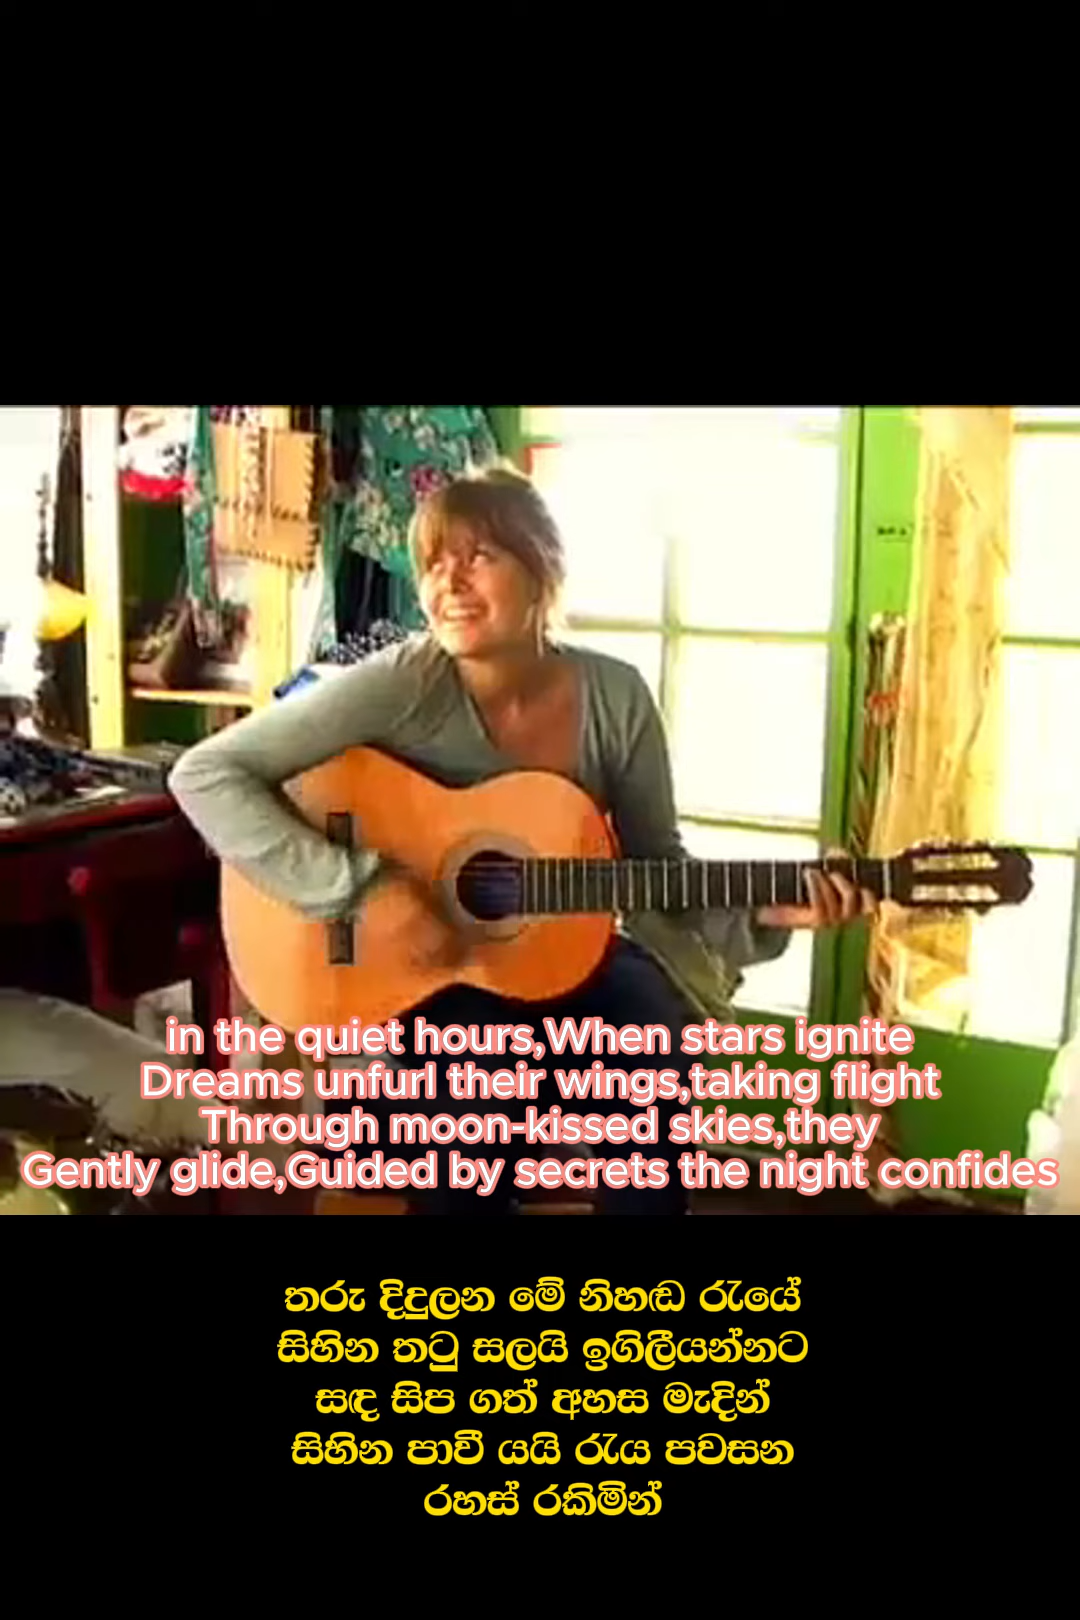 in the quiet hours,When stars ignite
Dreams unfurl their wings,taking flight
Through moon-kissed skies,they
Gently glide,Guided by secrets the night confides
තරු දිදුලන මේ නිහඬ රැයේ
සිහින තටු සලයි ඉගිලීයන්නට
සඳ සිප ගත් අහස මැදින්
සිහින පාවී යයි රැය පවසන
රහස් රකිමින්